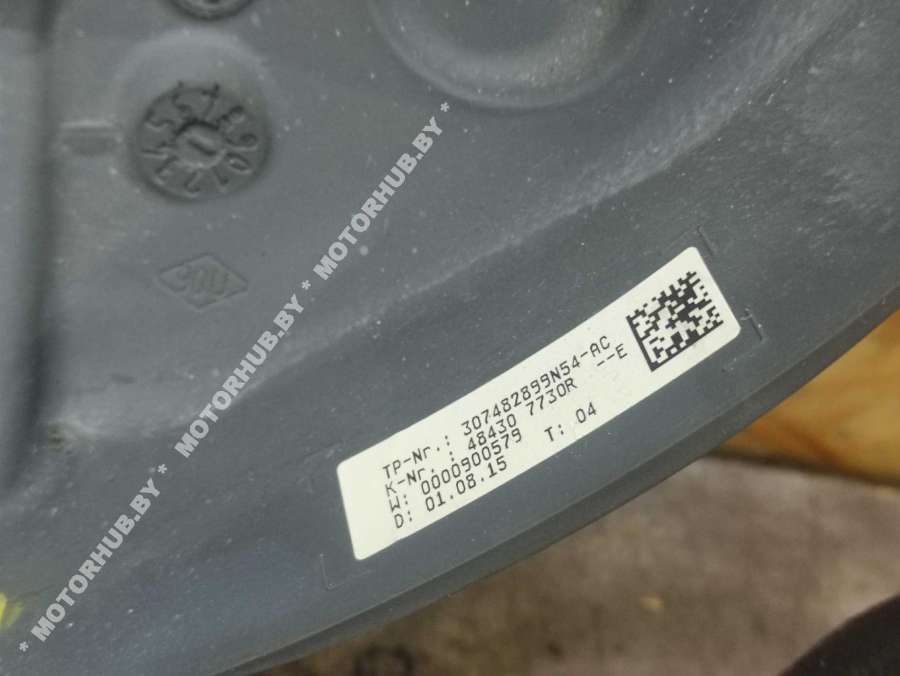 TP-Nr.: 307482899N54-AC
K-Nr.: 48430 7730R --E
W: 0000900579
D: 01.08.15 T: 04
* MOTORHUB.BY * MOTORHUB.BY * MOTORHUB.BY *